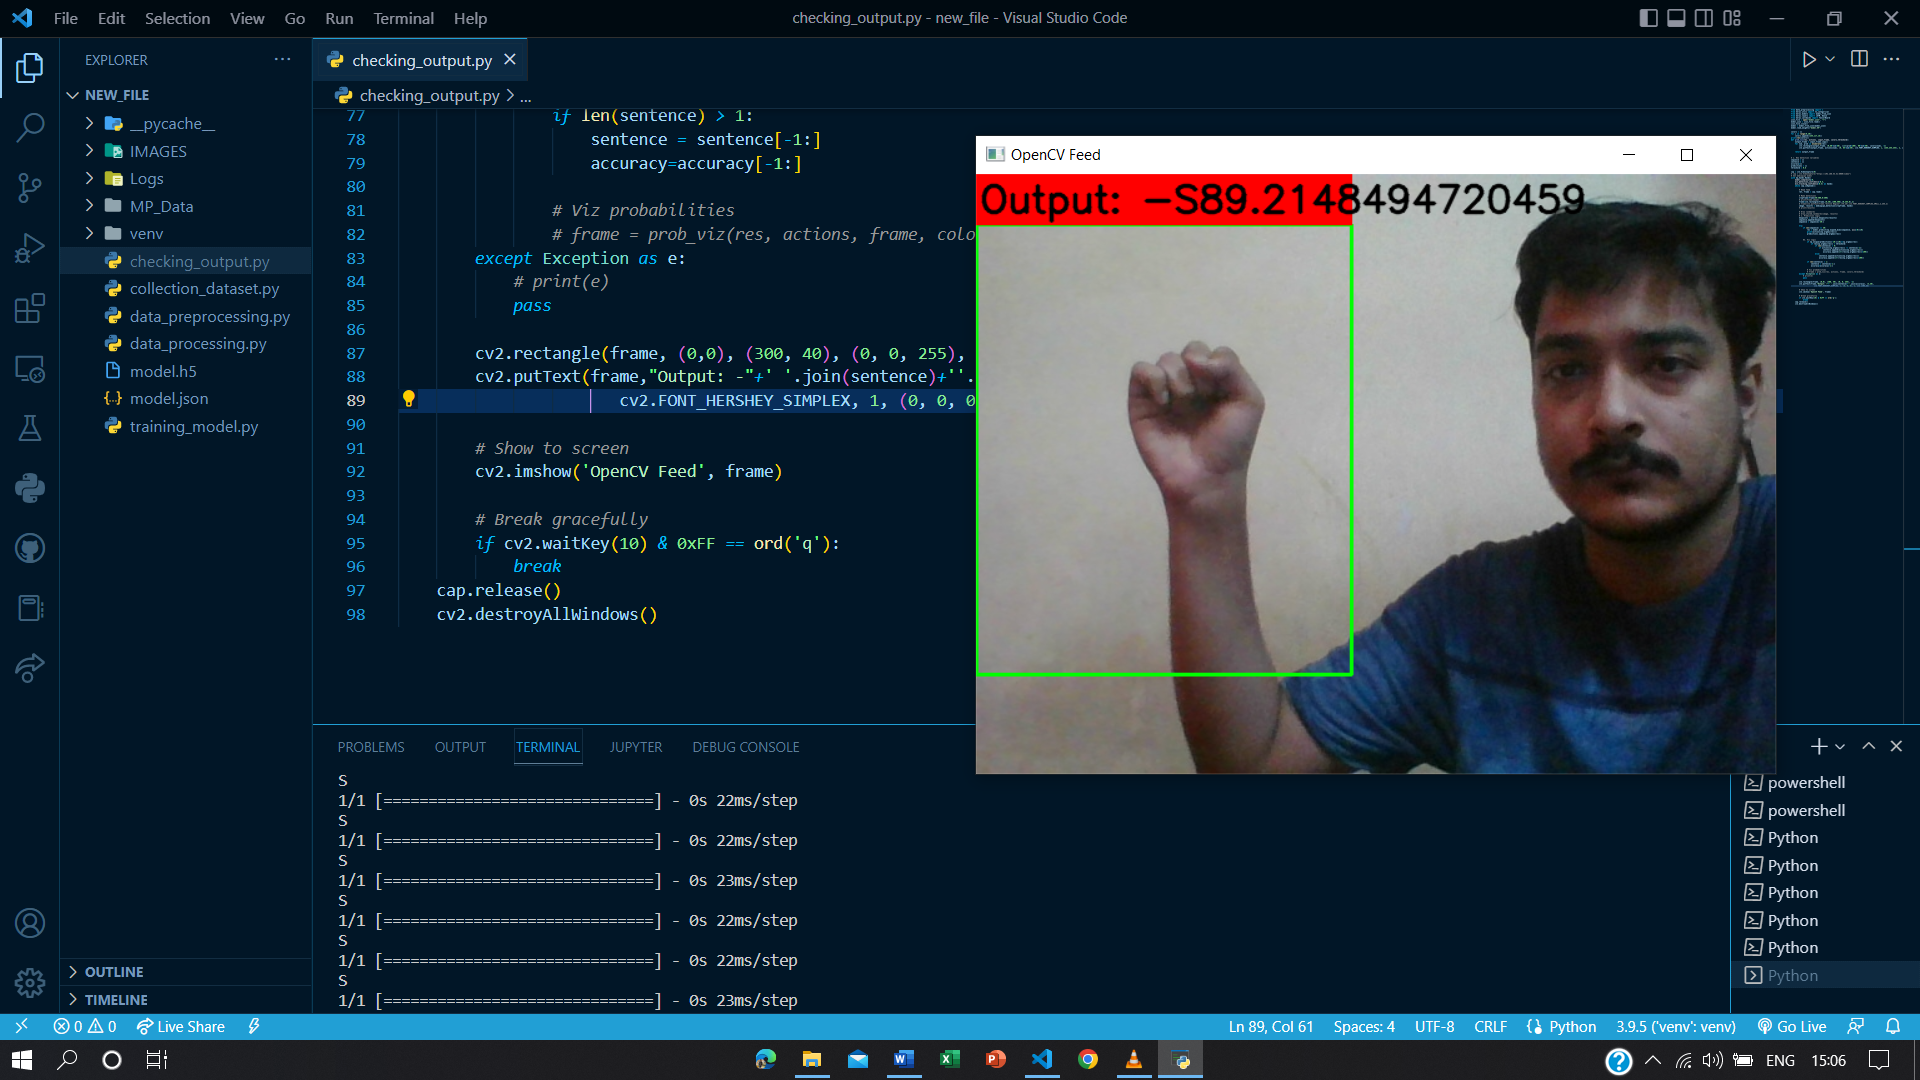 File Edit Selection View Go Run Terminal Help
checking_output.py - new_file - Visual Studio Code
EXPLORER
NEW_FILE
__pycache__
IMAGES
Logs
MP_Data
venv
checking_output.py
collection_dataset.py
data_preprocessing.py
data_processing.py
model.h5
model.json
training_model.py
OUTLINE
TIMELINE
checking_output.py
checking_output.py > ...
77 if len(sentence) > 1:
78 sentence = sentence[-1:]
79 accuracy=accuracy[-1:]
80
81 # Viz probabilities
82 # frame = prob_viz(res, actions, frame, colo
83 except Exception as e:
84 # print(e)
85 pass
86
87 cv2.rectangle(frame, (0,0), (300, 40), (0, 0, 255),
88 cv2.putText(frame,"Output: -"+' '.join(sentence)+''.
89 cv2.FONT_HERSHEY_SIMPLEX, 1, (0, 0, 0
90
91 # Show to screen
92 cv2.imshow('OpenCV Feed', frame)
93
94 # Break gracefully
95 if cv2.waitKey(10) & 0xFF == ord('q'):
96 break
97 cap.release()
98 cv2.destroyAllWindows()
OpenCV Feed
Output: -S89.2148494720459
PROBLEMS OUTPUT TERMINAL JUPYTER DEBUG CONSOLE
S
1/1 [==============================] - 0s 22ms/step
S
1/1 [==============================] - 0s 22ms/step
S
1/1 [==============================] - 0s 23ms/step
S
1/1 [==============================] - 0s 22ms/step
S
1/1 [==============================] - 0s 22ms/step
S
1/1 [==============================] - 0s 23ms/step
powershell
powershell
Python
Python
Python
Python
Python
Python
0 0 Live Share
Ln 89, Col 61 Spaces: 4 UTF-8 CRLF Python 3.9.5 ('venv': venv) Go Live
ENG 15:06